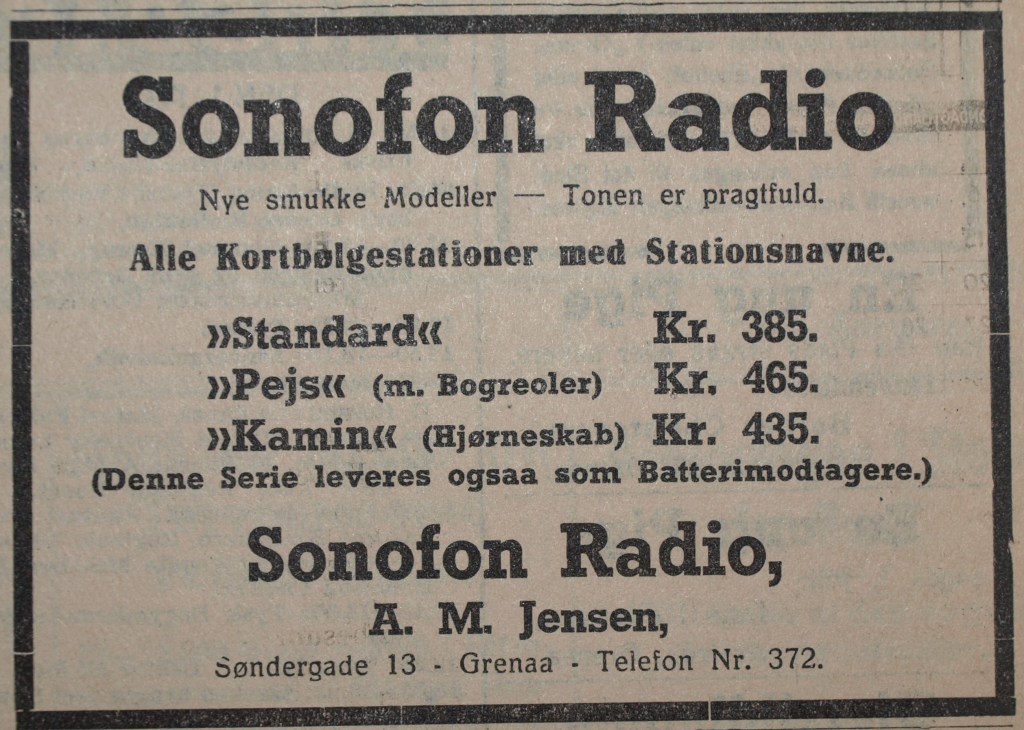 Sonofon Radio
Nye smukke Modeller — Tonen er pragtfuld.
Alle Kortbølgestationer med Stationsnavne.
»Standard« Kr. 385.
»Pejs« (m. Bogreoler) Kr. 465.
»Kamin« (Hjørneskab) Kr. 435.
(Denne Serie leveres ogsaa som Batterimodtagere.)
Sonofon Radio,
A. M. Jensen,
Søndergade 13 - Grenaa - Telefon Nr. 372.